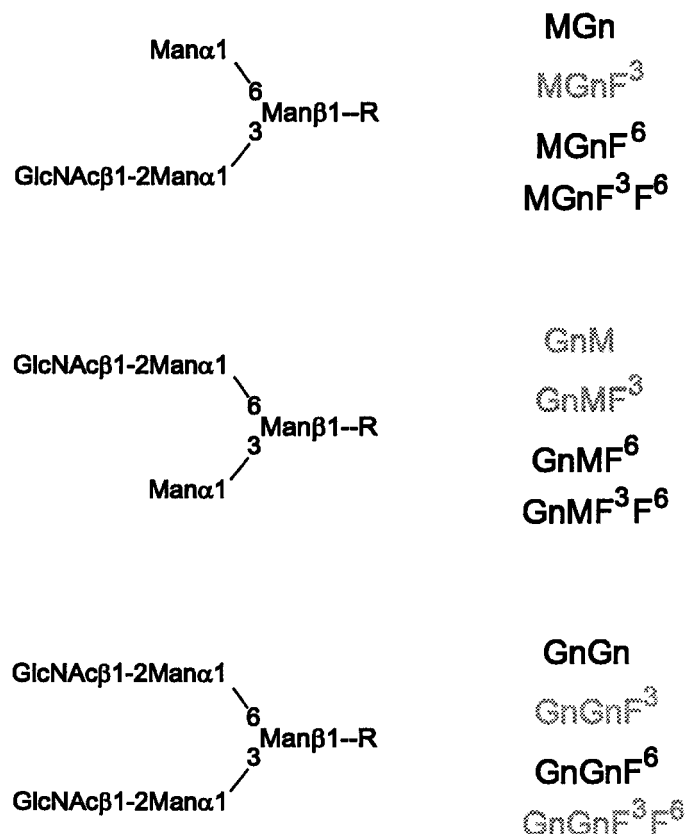 MGn
Manα1
MGnF³
6
Manβ1--R
3
MGnF⁶
GlcNAcβ1-2Manα1
MGnF³F⁶
GnM
GlcNAcβ1-2Manα1
GnMF³
6
Manβ1--R
3
GnMF⁶
Manα1
GnMF³F⁶
GnGn
GlcNAcβ1-2Manα1
GnGnF³
6
Manβ1--R
3
GnGnF⁶
GlcNAcβ1-2Manα1
GnGnF³F⁶